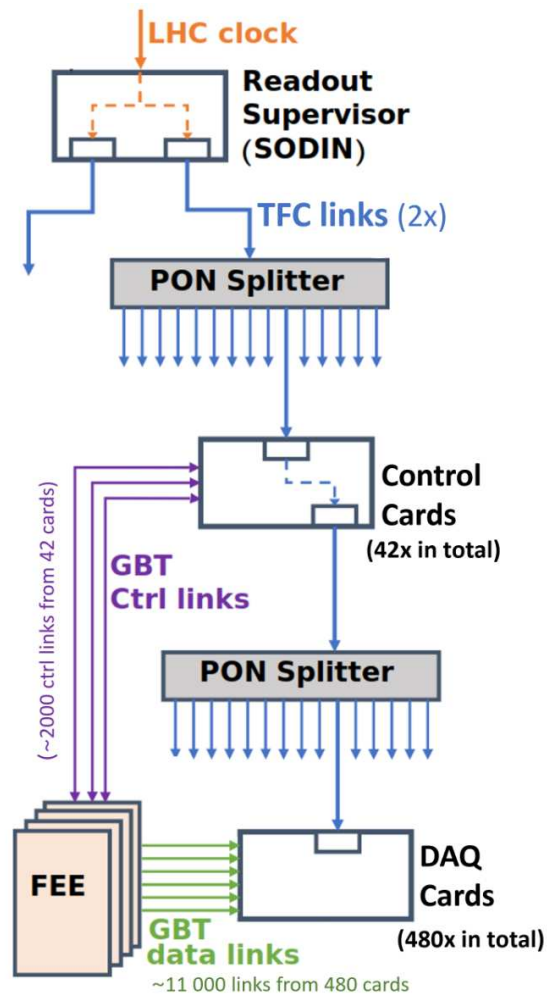 LHC clock
Readout
Supervisor
(SODIN)
TFC links (2x)
PON Splitter
Control
Cards
(42x in total)
GBT
Ctrl links
(~2000 ctrl links from 42 cards)
PON Splitter
FEE
DAQ
Cards
(480x in total)
GBT
data links
~11 000 links from 480 cards